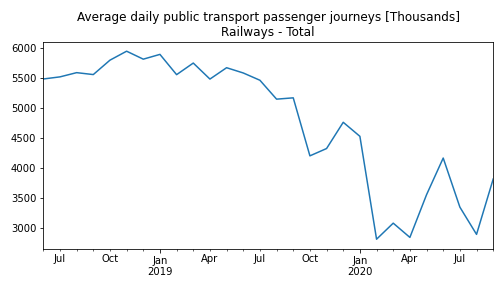 Average daily public transport passenger journeys [Thousands]
Railways - Total
6000
5500
5000
4500
4000
3500
3000
Jul Oct Jan Apr Jul Oct Jan Apr Jul
2019 2020